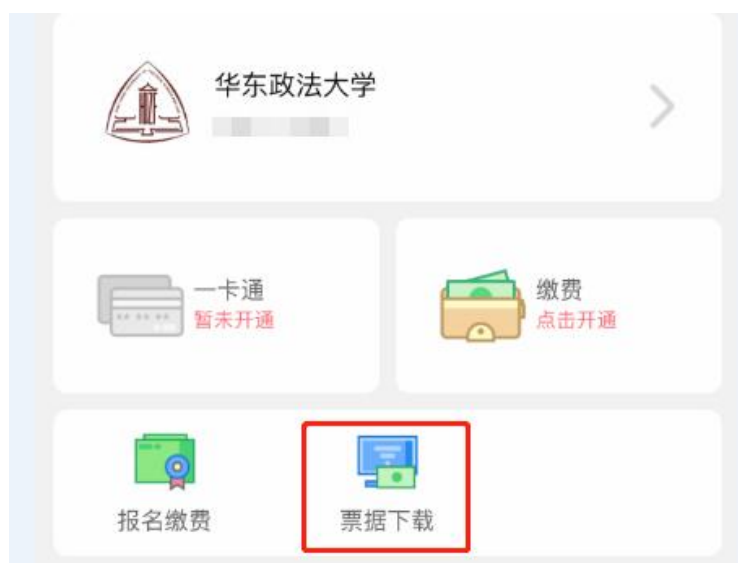 华东政法大学
一卡通
暂未开通
缴费
点击开通
报名缴费
票据下载